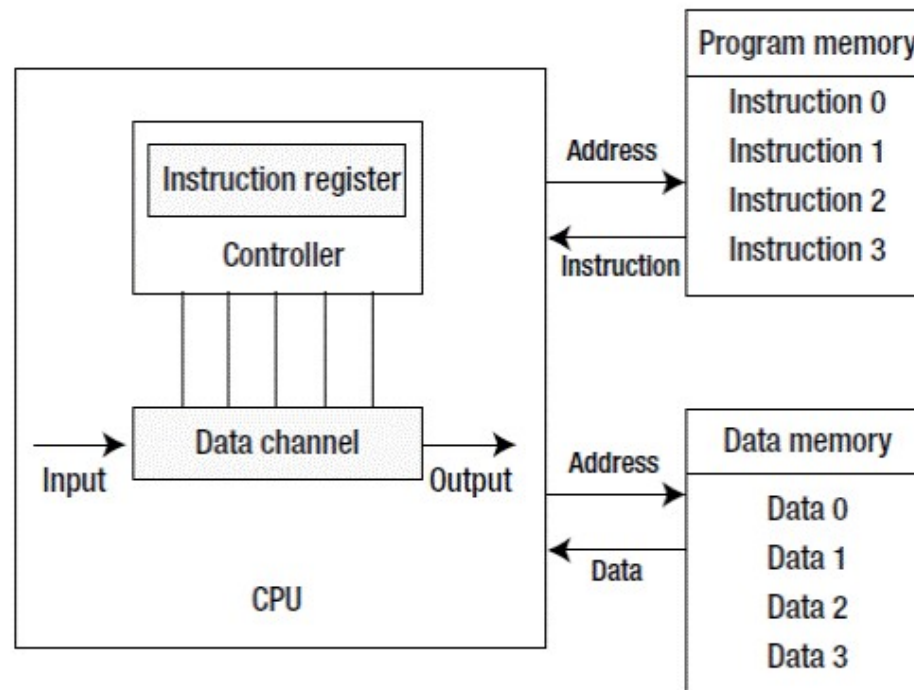 Program memory
Instruction 0
Instruction 1
Instruction 2
Instruction 3
Address
Instruction
Instruction register
Controller
Data channel
Input
Output
CPU
Address
Data
Data memory
Data 0
Data 1
Data 2
Data 3